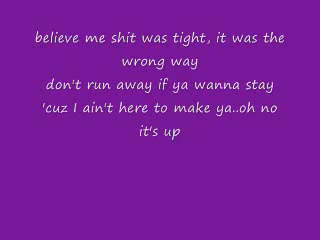 believe me shit was tight, it was the
wrong way
don't run away if ya wanna stay
'cuz I ain't here to make ya..oh no
it's up